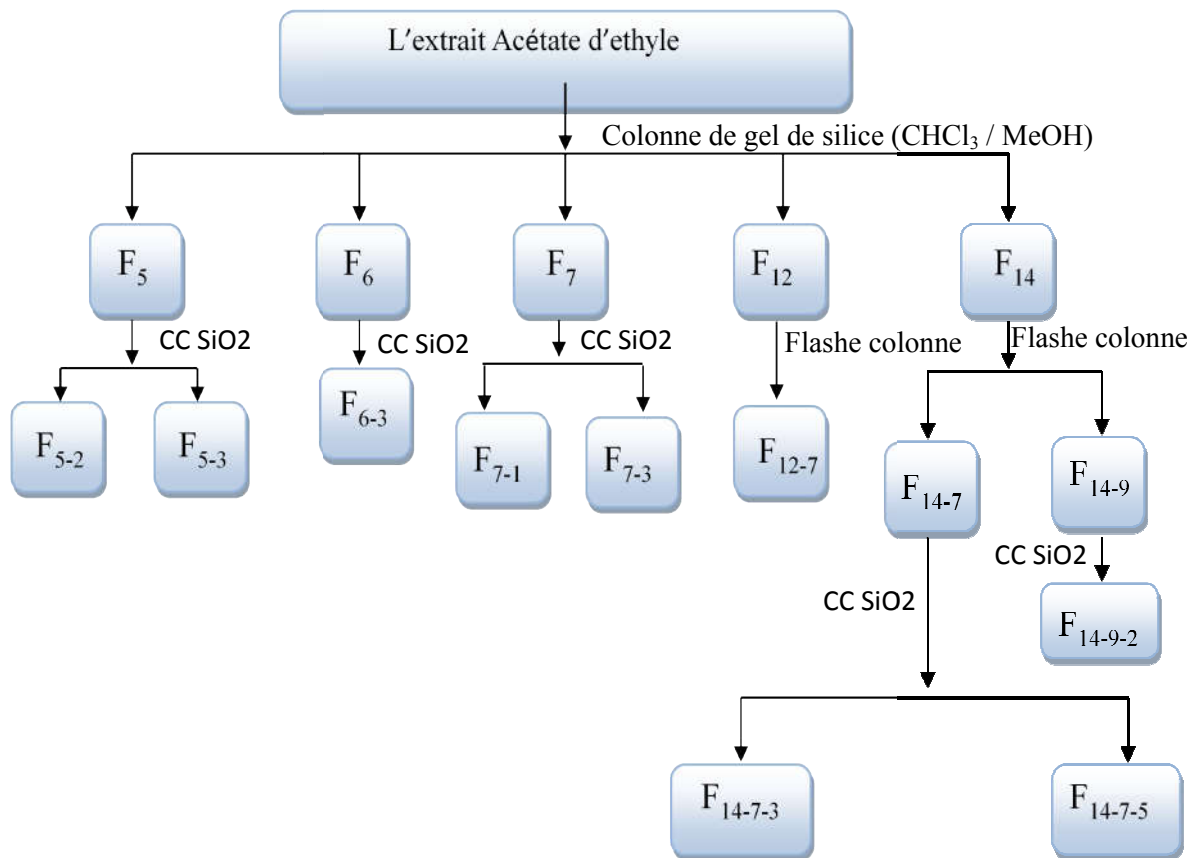 L'extrait Acétate d'ethyle
Colonne de gel de silice (CHCl₃ / MeOH)
F₅
F₆
F₇
F₁₂
F₁₄
CC SiO2
CC SiO2
CC SiO2
Flashe colonne
Flashe colonne
F₅₋₂
F₅₋₃
F₆₋₃
F₇₋₁
F₇₋₃
F₁₂₋₇
F₁₄₋₇
F₁₄₋₉
CC SiO2
CC SiO2
F₁₄₋₉₋₂
F₁₄₋₇₋₃
F₁₄₋₇₋₅